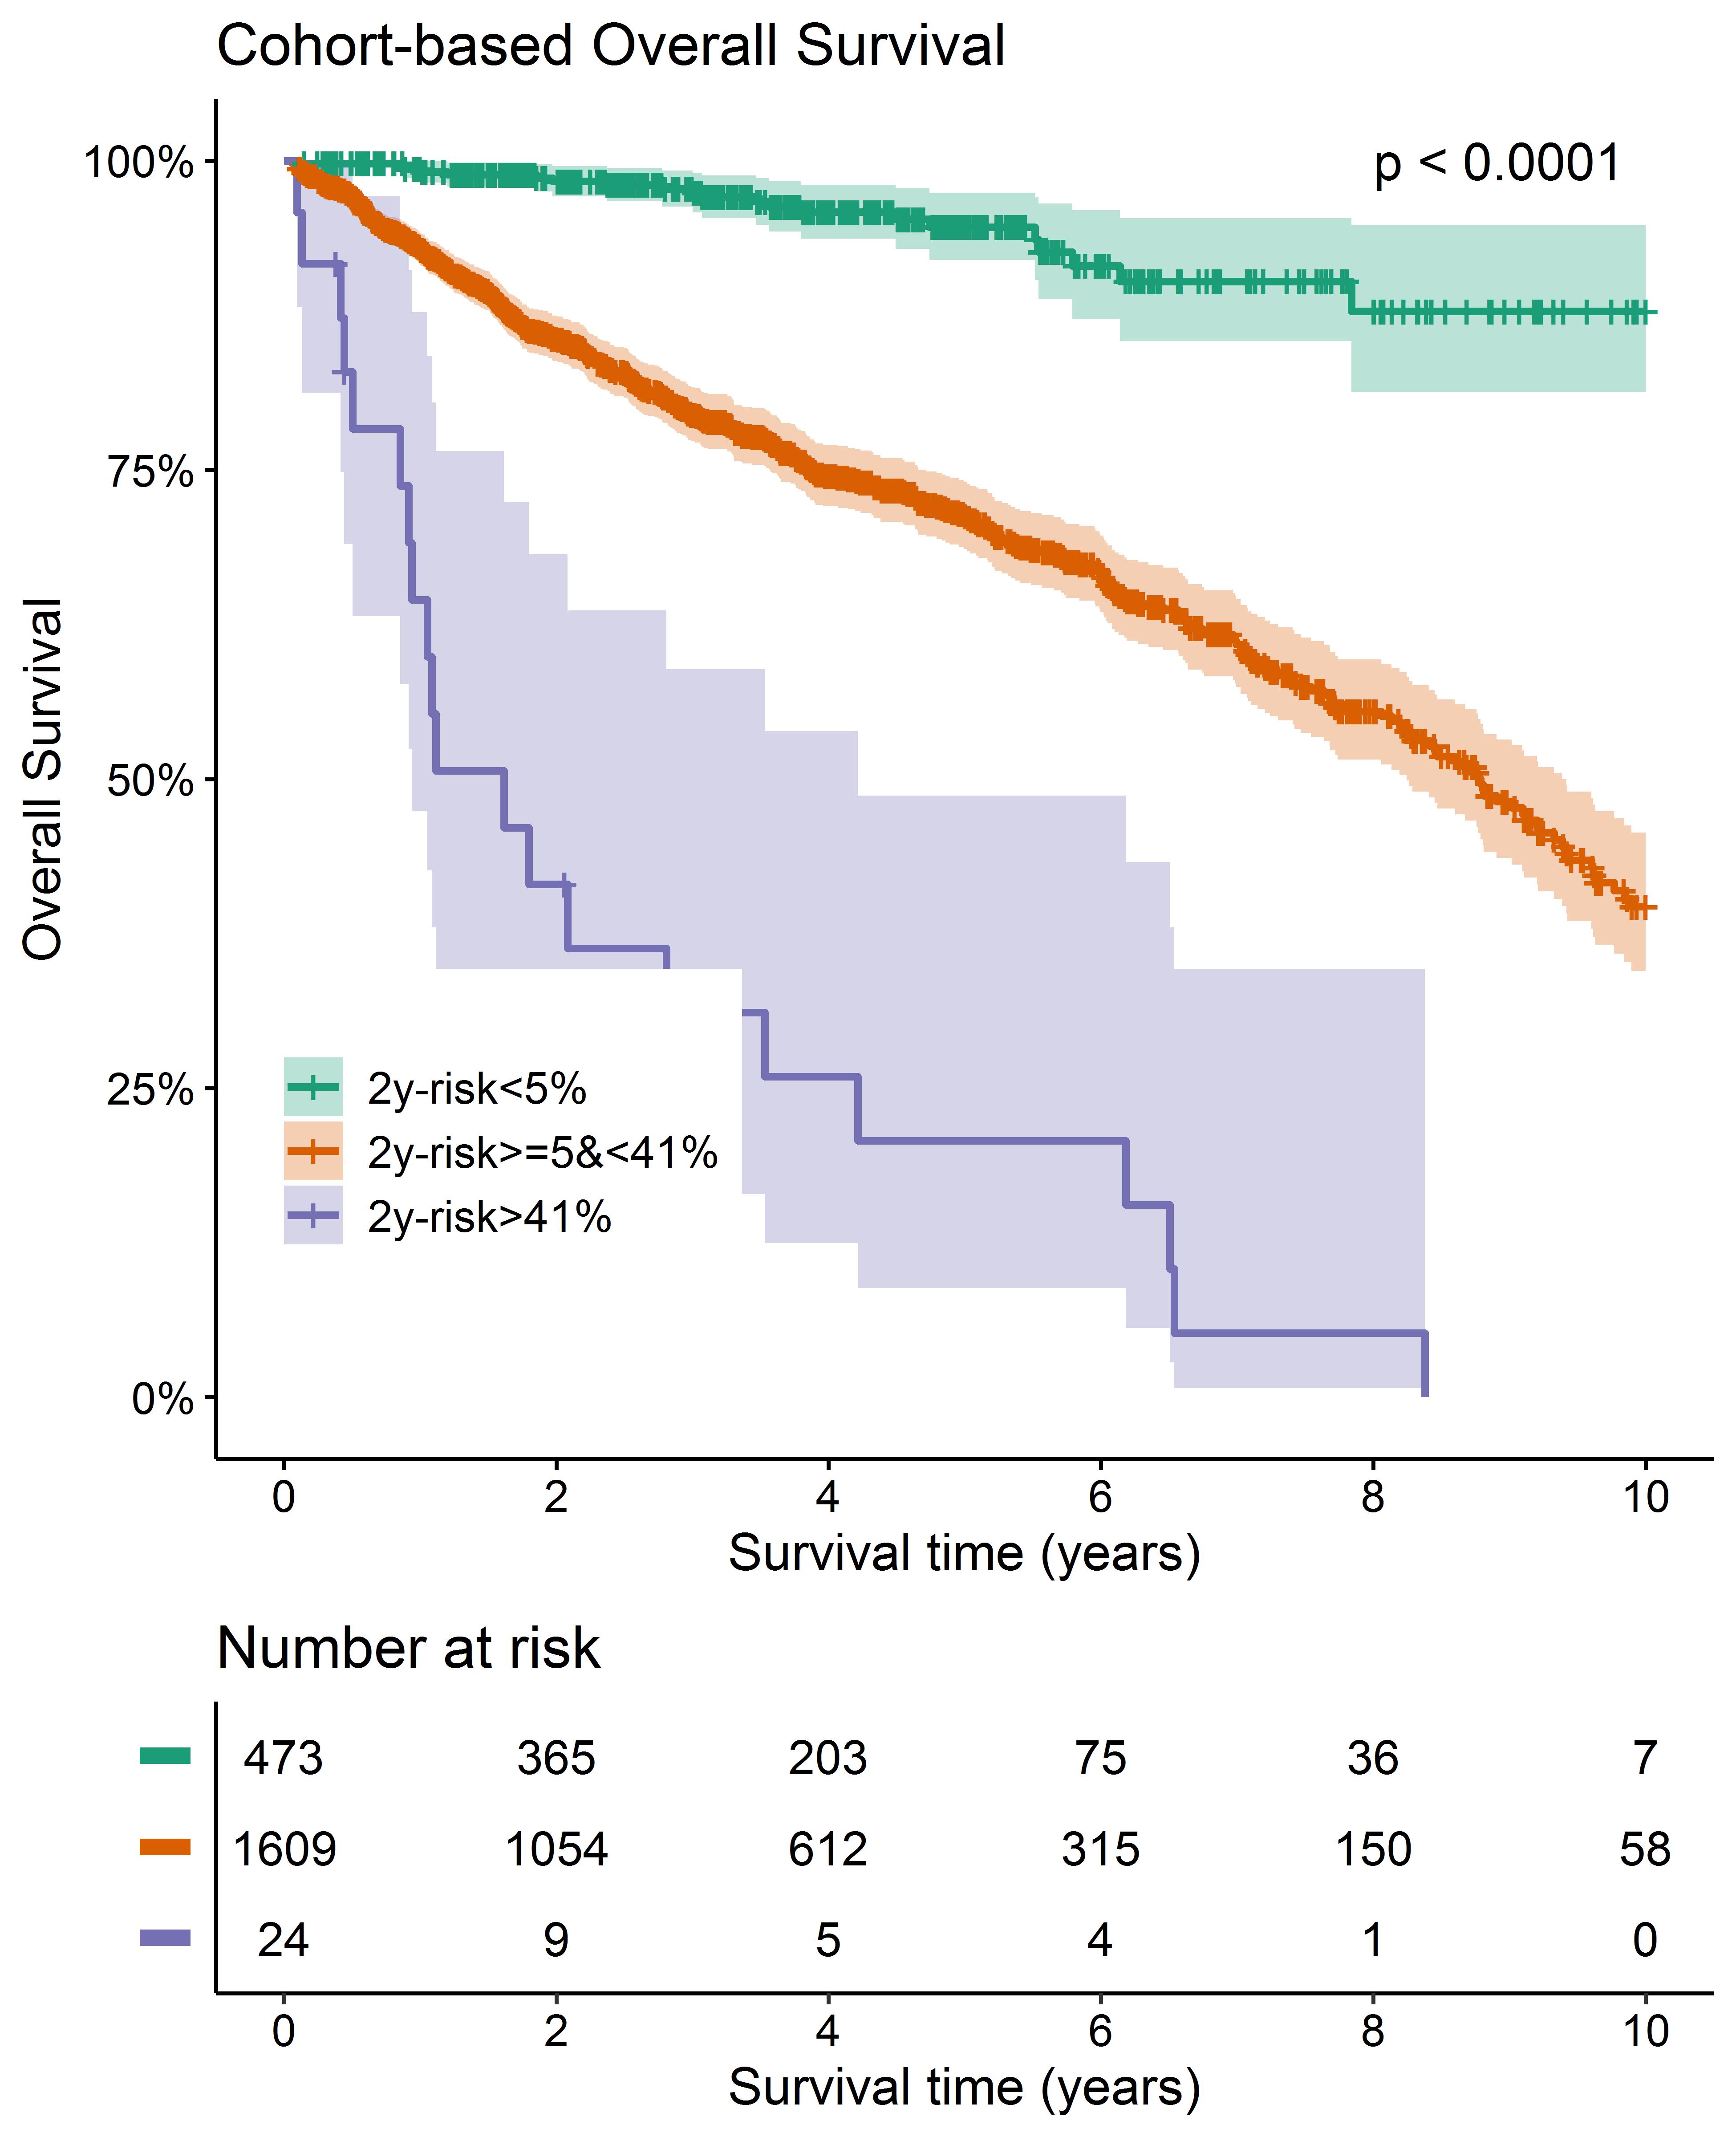 Cohort-based Overall Survival
p < 0.0001
100%
75%
50%
25%
0%
Overall Survival
2y-risk<5%
2y-risk>=5&<41%
2y-risk>41%
0 2 4 6 8 10
Survival time (years)
Number at risk
473 365 203 75 36 7
1609 1054 612 315 150 58
24 9 5 4 1 0
0 2 4 6 8 10
Survival time (years)